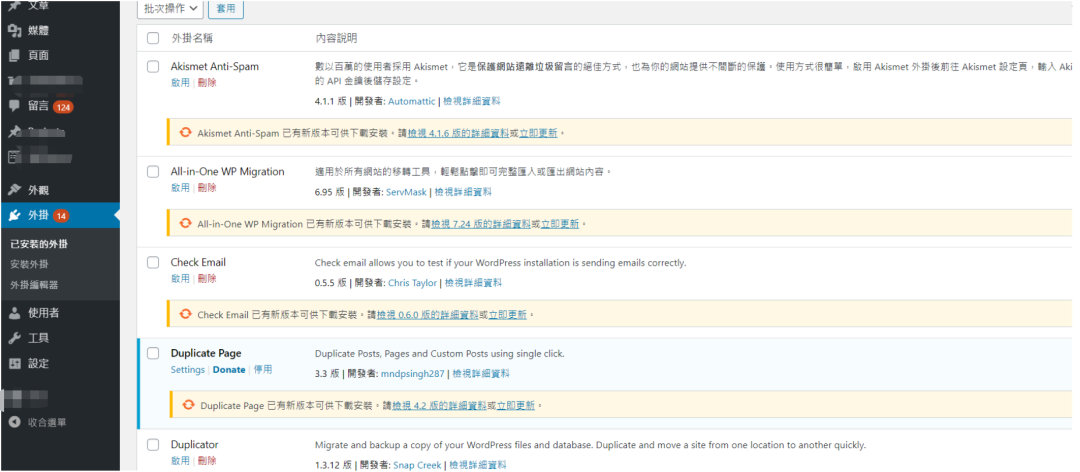 文章
媒體
頁面
留言 124
外觀
外掛 14
已安裝的外掛
安裝外掛
外掛編輯器
使用者
工具
設定
收合選單
批次操作 套用
外掛名稱 內容說明
Akismet Anti-Spam
啟用 | 刪除
數以百萬的使用者採用 Akismet，它是保護網站遠離垃圾留言的絕佳方式，也為你的網站提供不間斷的保護。使用方式很簡單，啟用 Akismet 外掛後前往 Akismet 設定頁，輸入 Aki
的 API 金鑰後儲存設定。
4.1.1 版 | 開發者: Automattic | 檢視詳細資料
Akismet Anti-Spam 已有新版本可供下載安裝。請檢視 4.1.6 版的詳細資料或立即更新。
All-in-One WP Migration
啟用 | 刪除
適用於所有網站的移轉工具，輕鬆點擊即可完整匯入或匯出網站內容。
6.95 版 | 開發者: ServMask | 檢視詳細資料
All-in-One WP Migration 已有新版本可供下載安裝。請檢視 7.24 版的詳細資料或立即更新。
Check Email
啟用 | 刪除
Check email allows you to test if your WordPress installation is sending emails correctly.
0.5.5 版 | 開發者: Chris Taylor | 檢視詳細資料
Check Email 已有新版本可供下載安裝。請檢視 0.6.0 版的詳細資料或立即更新。
Duplicate Page
Settings | Donate | 停用
Duplicate Posts, Pages and Custom Posts using single click.
3.3 版 | 開發者: mndpsingh287 | 檢視詳細資料
Duplicate Page 已有新版本可供下載安裝。請檢視 4.2 版的詳細資料或立即更新。
Duplicator
啟用 | 刪除
Migrate and backup a copy of your WordPress files and database. Duplicate and move a site from one location to another quickly.
1.3.12 版 | 開發者: Snap Creek | 檢視詳細資料